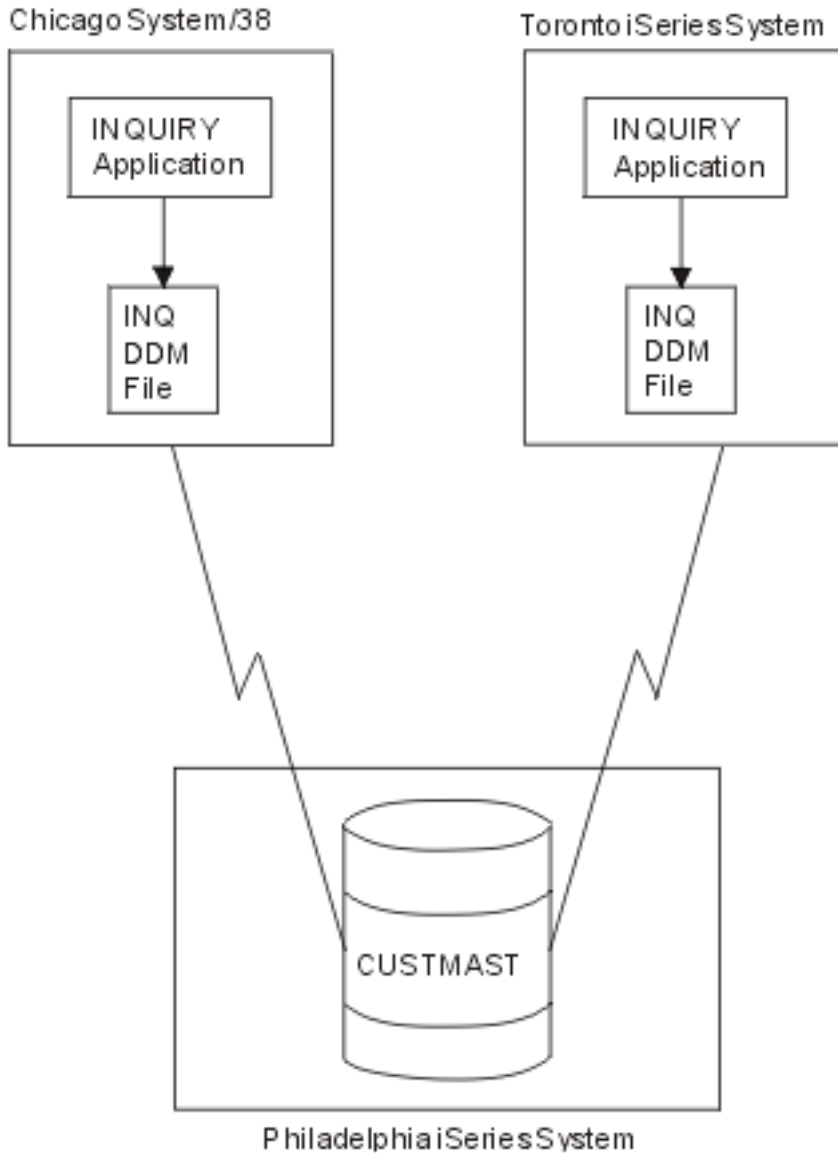 Chicago System/38
Toronto iSeries System
INQUIRY
Application
INQUIRY
Application
INQ
DDM
File
INQ
DDM
File
CUSTMAST
Philadelphia iSeries System